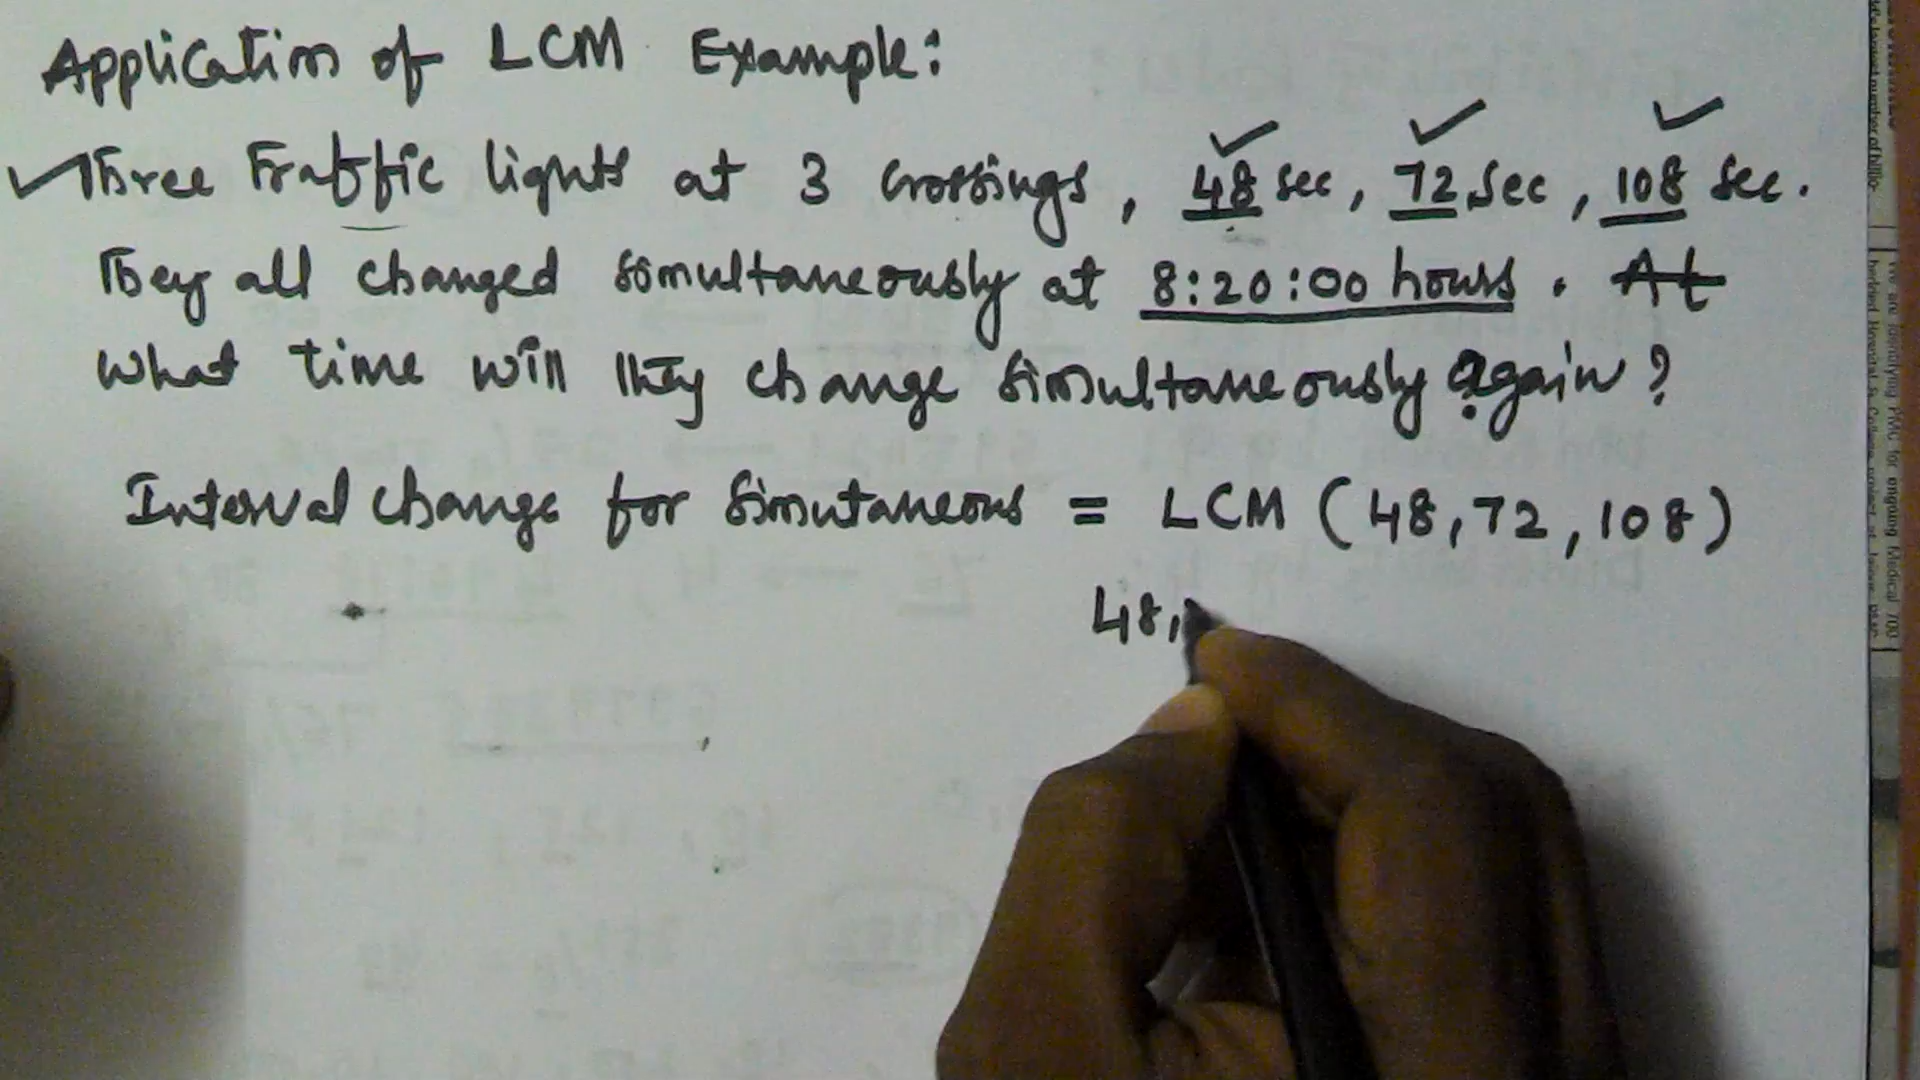 Application of LCM Example:
Three Traffic lights at 3 crossings, 48 sec, 72 sec, 108 sec.
They all changed simultaneously at 8:20:00 hours. At
what time will they change simultaneously again?
Interval change for Simutaneous = LCM (48,72,108)
48,